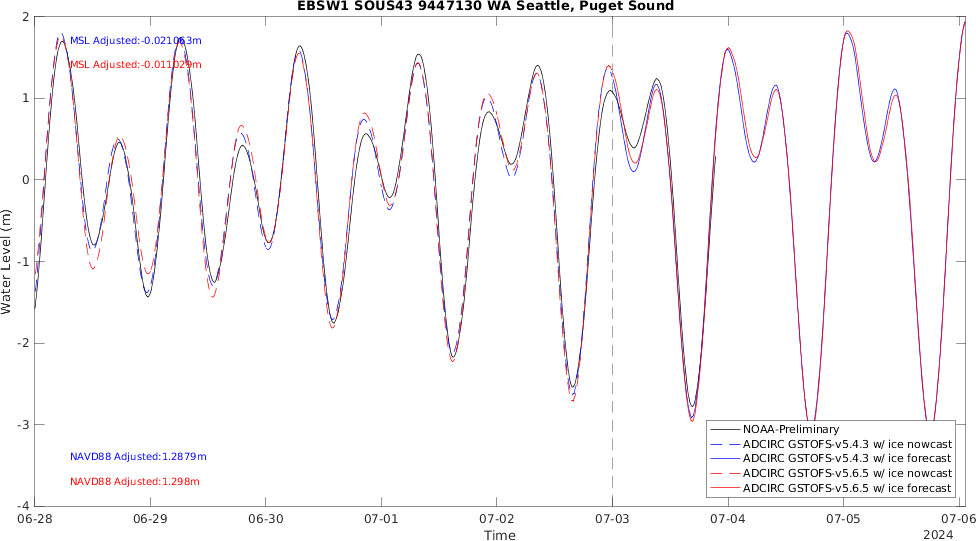 EBSW1 SOUS43 9447130 WA Seattle, Puget Sound
2
MSL Adjusted:-0.021063m
MSL Adjusted:-0.011029m
1
0
-1
-2
-3
-4
Water Level (m)
NAVD88 Adjusted:1.2879m
NAVD88 Adjusted:1.298m
NOAA-Preliminary
ADCIRC GSTOFS-v5.4.3 w/ ice nowcast
ADCIRC GSTOFS-v5.4.3 w/ ice forecast
ADCIRC GSTOFS-v5.6.5 w/ ice nowcast
ADCIRC GSTOFS-v5.6.5 w/ ice forecast
06-28 06-29 06-30 07-01 07-02 07-03 07-04 07-05 07-06
Time
2024